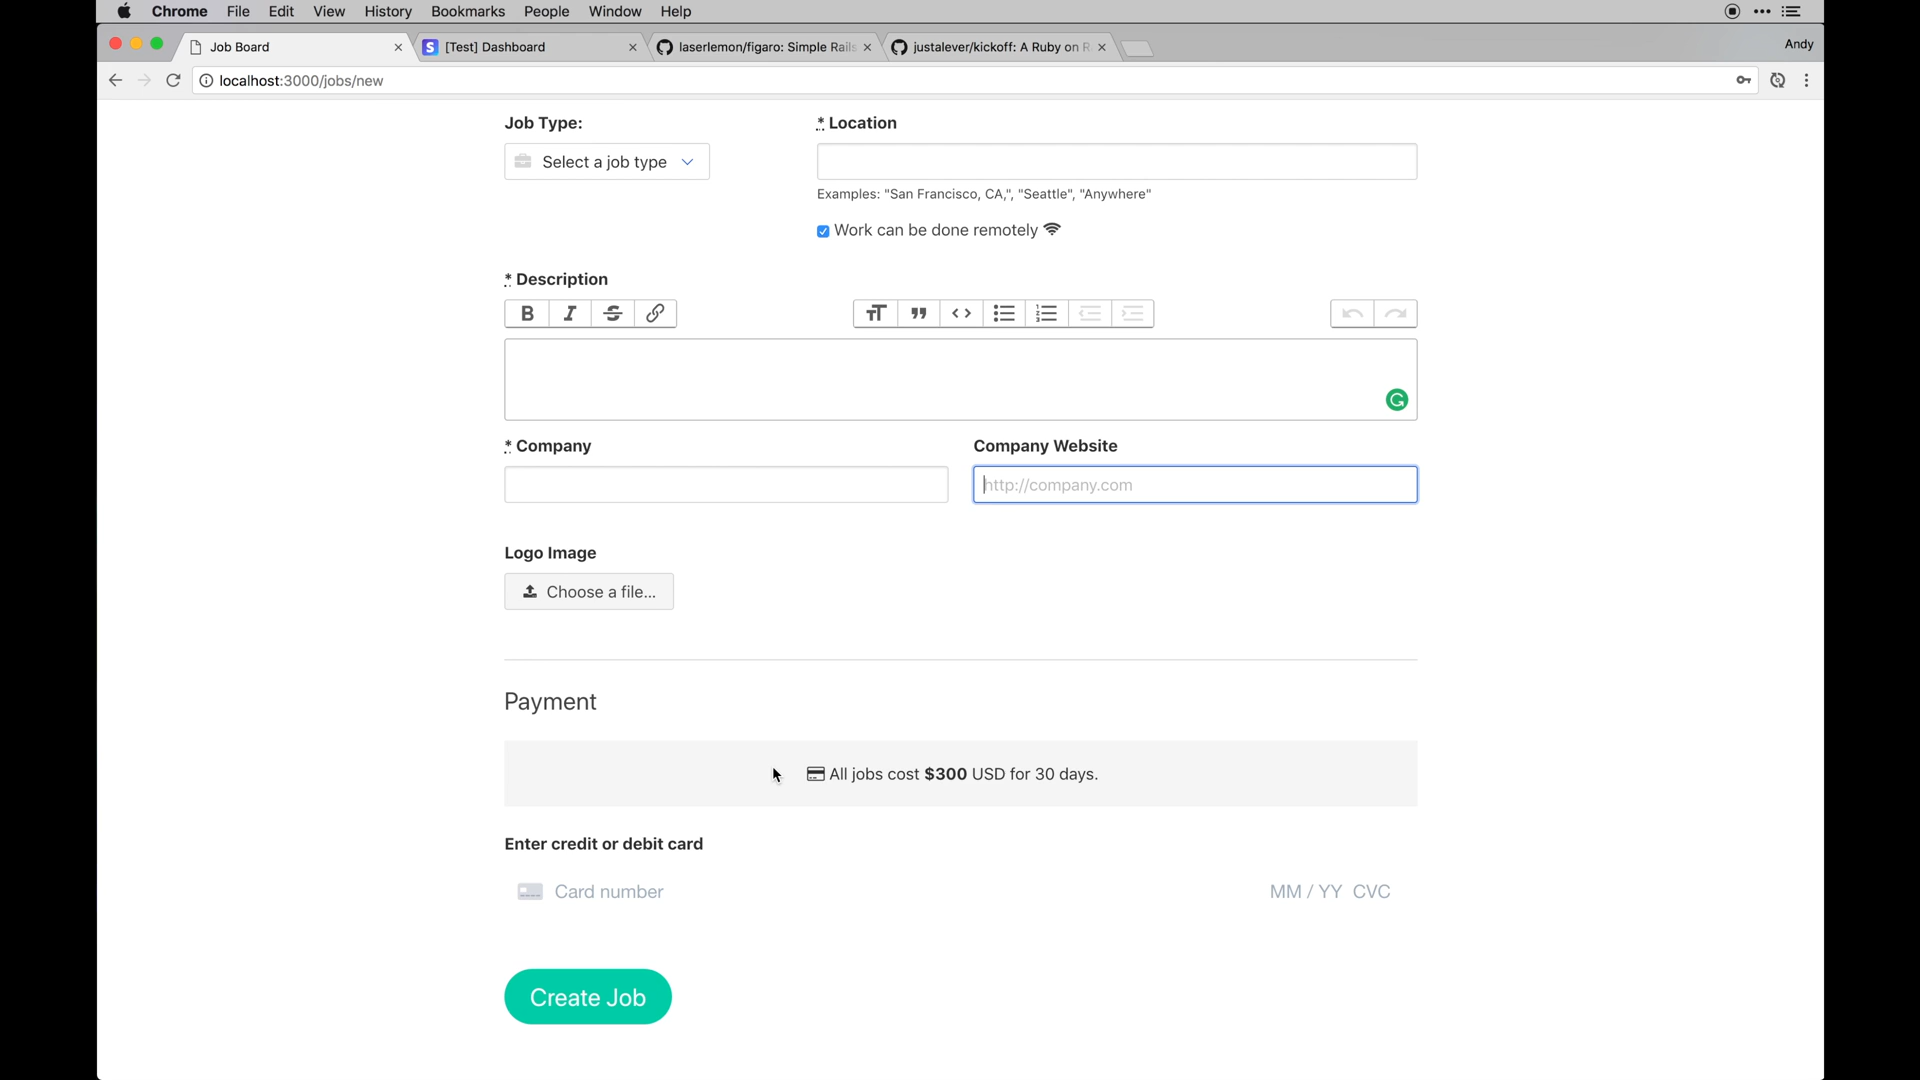 Chrome File Edit View History Bookmarks People Window Help
Job Board [Test] Dashboard laserlemon/figaro: Simple Rails justalever/kickoff: A Ruby on R Andy
localhost:3000/jobs/new
Job Type: * Location
Select a job type
Examples: "San Francisco, CA,", "Seattle", "Anywhere"
Work can be done remotely
* Description
* Company Company Website
http://company.com
Logo Image
Choose a file...
Payment
All jobs cost $300 USD for 30 days.
Enter credit or debit card
Card number MM / YY CVC
Create Job